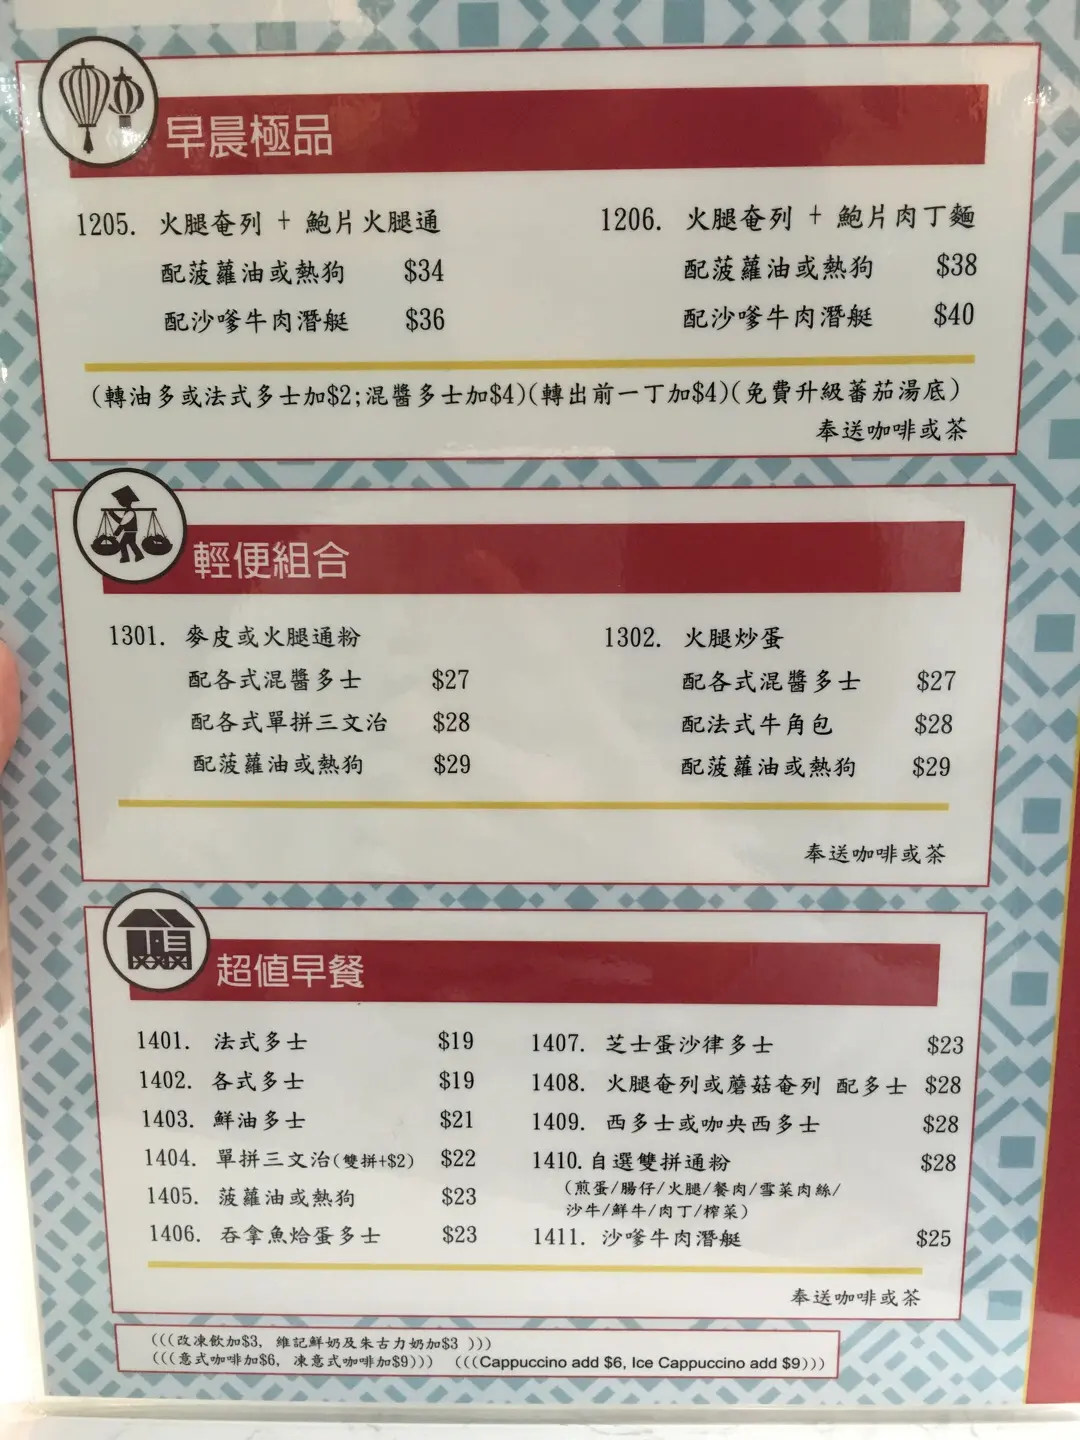 早晨極品
1205. 火腿奄列 + 鮑片火腿通
配菠蘿油或熱狗 $34
配沙嗲牛肉潛艇 $36
1206. 火腿奄列 + 鮑片肉丁麵
配菠蘿油或熱狗 $38
配沙嗲牛肉潛艇 $40
(轉油多或法式多士加$2;混醬多士加$4)(轉出前一丁加$4)(免費升級蕃茄湯底)
奉送咖啡或茶
輕便組合
1301. 麥皮或火腿通粉
配各式混醬多士 $27
配各式單拼三文治 $28
配菠蘿油或熱狗 $29
1302. 火腿炒蛋
配各式混醬多士 $27
配法式牛角包 $28
配菠蘿油或熱狗 $29
奉送咖啡或茶
超值早餐
1401. 法式多士 $19
1402. 各式多士 $19
1403. 鮮油多士 $21
1404. 單拼三文治(雙拼+$2) $22
1405. 菠蘿油或熱狗 $23
1406. 吞拿魚烚蛋多士 $23
1407. 芝士蛋沙律多士 $23
1408. 火腿奄列或蘑菇奄列 配多士 $28
1409. 西多士或咖央西多士 $28
1410. 自選雙拼通粉 $28
(煎蛋/腸仔/火腿/餐肉/雪菜肉絲/
沙牛/鮮牛/肉丁/榨菜)
1411. 沙嗲牛肉潛艇 $25
奉送咖啡或茶
(((改凍飲加$3, 維記鮮奶及朱古力奶加$3 )))
(((意式咖啡加$6, 凍意式咖啡加$9))) (((Cappuccino add $6, Ice Cappuccino add $9)))